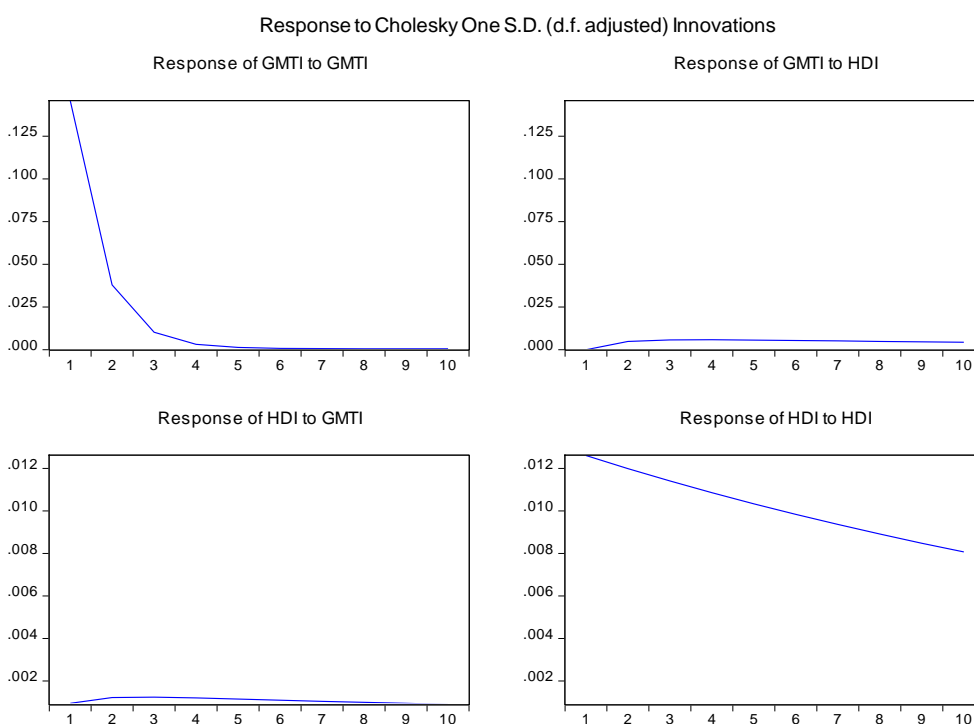 Response to Cholesky One S.D. (d.f. adjusted) Innovations
Response of GMTI to GMTI
.125
.100
.075
.050
.025
.000
1 2 3 4 5 6 7 8 9 10
Response of GMTI to HDI
.125
.100
.075
.050
.025
.000
1 2 3 4 5 6 7 8 9 10
Response of HDI to GMTI
.012
.010
.008
.006
.004
.002
1 2 3 4 5 6 7 8 9 10
Response of HDI to HDI
.012
.010
.008
.006
.004
.002
1 2 3 4 5 6 7 8 9 10